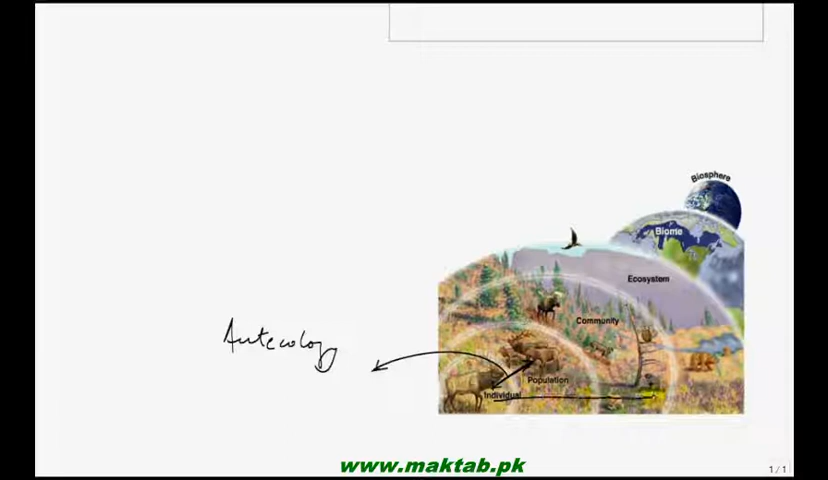 Biosphere
Biome
Ecosystem
Community
Autecology
Population
Individual
www.maktab.pk
1/1